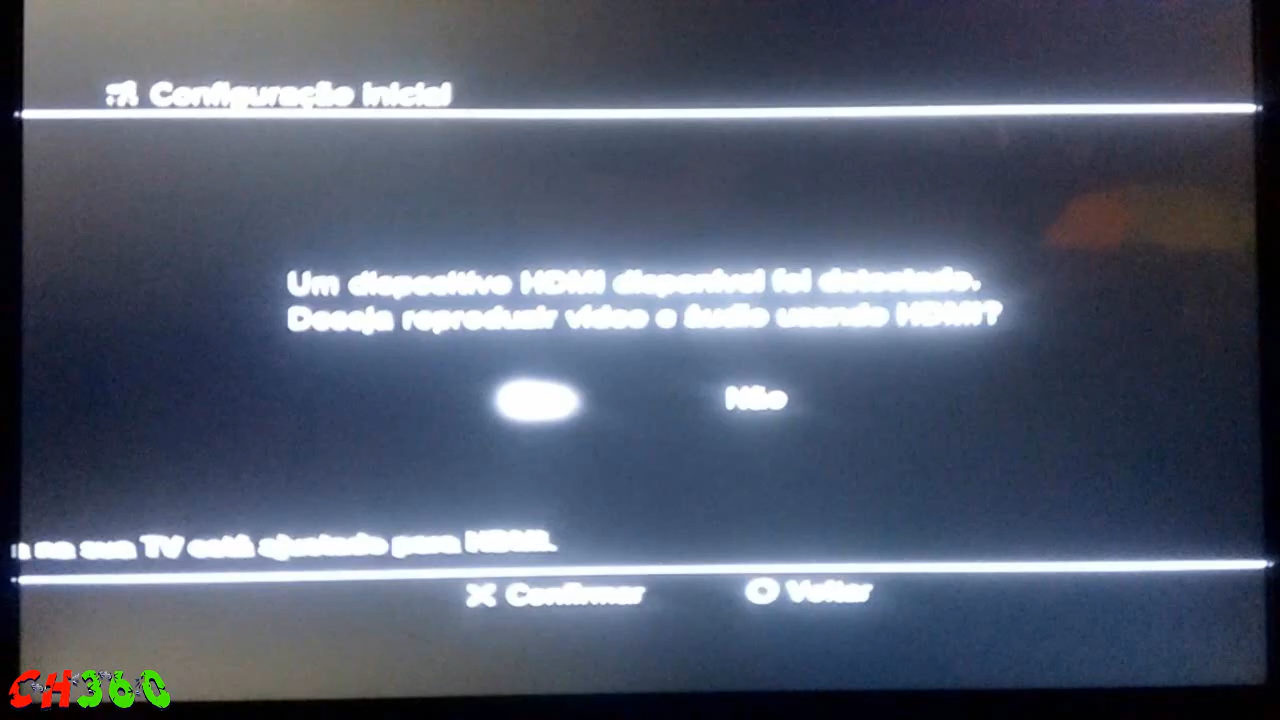 Configuração inicial
Um dispositivo HDMI disponível foi detectado.
Deseja reproduzir vídeo e áudio usando HDMI?
Não
na sua TV está ajustado para HDMI.
Confirmar Voltar
CH360